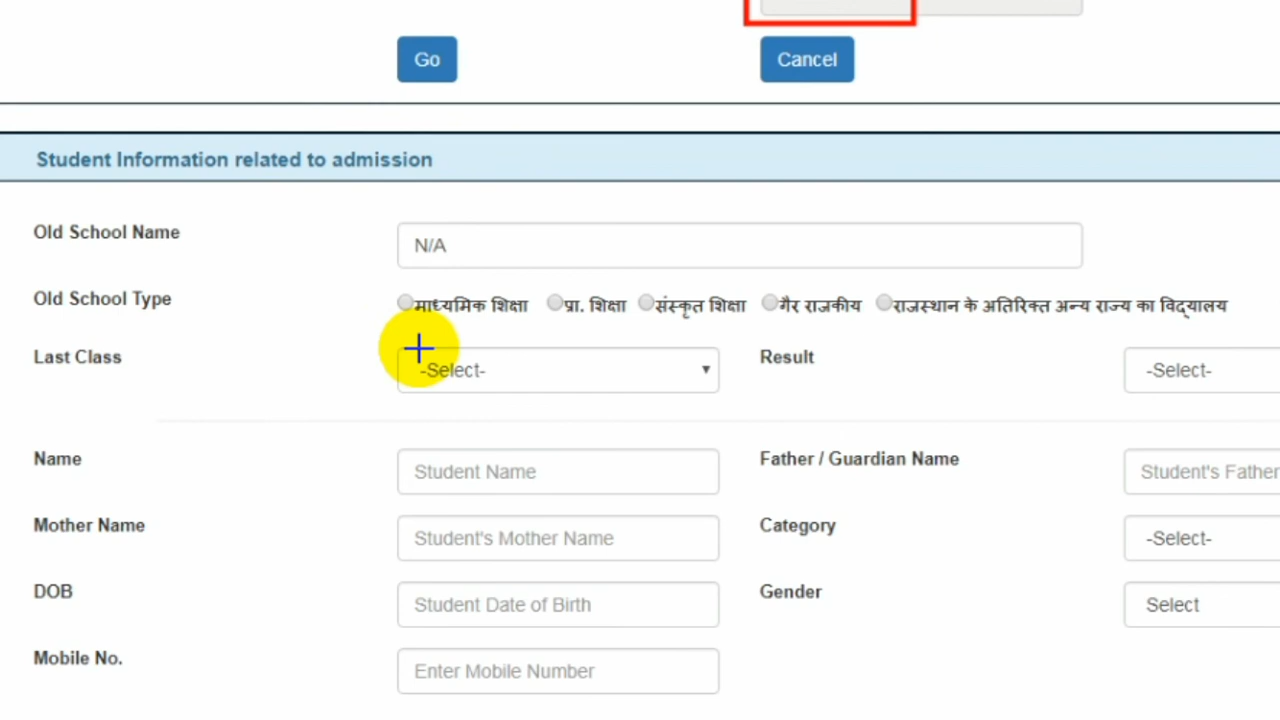 Go Cancel
Student Information related to admission
Old School Name N/A
Old School Type माध्यमिक शिक्षा प्रा. शिक्षा संस्कृत शिक्षा गैर राजकीय राजस्थान के अतिरिक्त अन्य राज्य का विद्यालय
Last Class -Select- Result -Select-
Name Student Name Father / Guardian Name Student's Father
Mother Name Student's Mother Name Category -Select-
DOB Student Date of Birth Gender Select
Mobile No. Enter Mobile Number